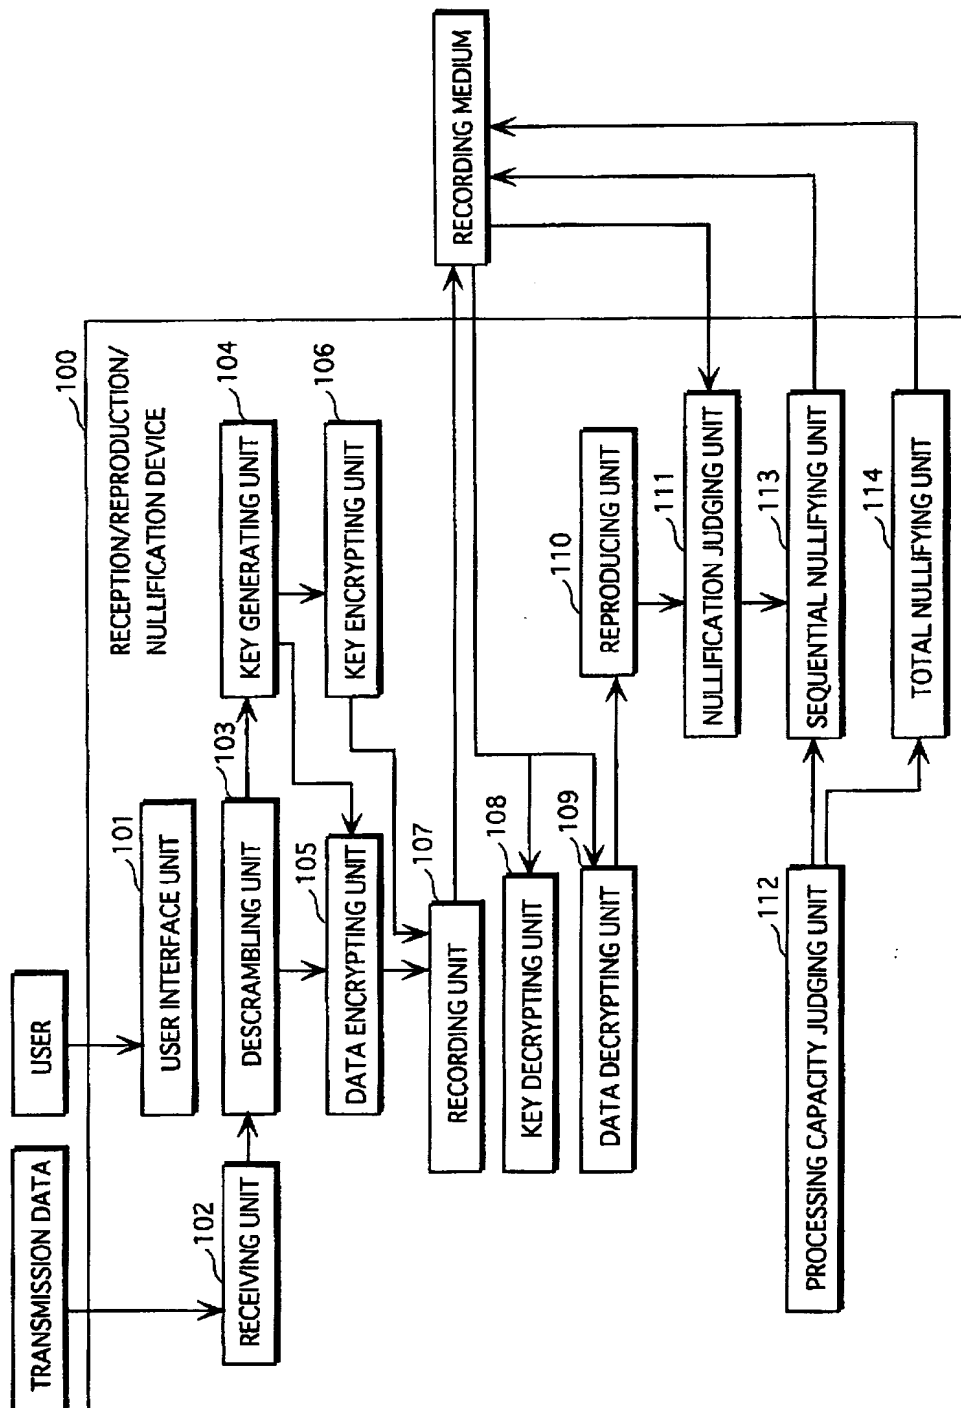 TRANSMISSION DATA
USER
100
RECEPTION/REPRODUCTION/
NULLIFICATION DEVICE
101
USER INTERFACE UNIT
102
RECEIVING UNIT
103
DESCRAMBLING UNIT
104
KEY GENERATING UNIT
105
DATA ENCRYPTING UNIT
106
KEY ENCRYPTING UNIT
107
RECORDING UNIT
RECORDING MEDIUM
108
KEY DECRYPTING UNIT
109
DATA DECRYPTING UNIT
110
REPRODUCING UNIT
111
NULLIFICATION JUDGING UNIT
112
PROCESSING CAPACITY JUDGING UNIT
113
SEQUENTIAL NULLIFYING UNIT
114
TOTAL NULLIFYING UNIT